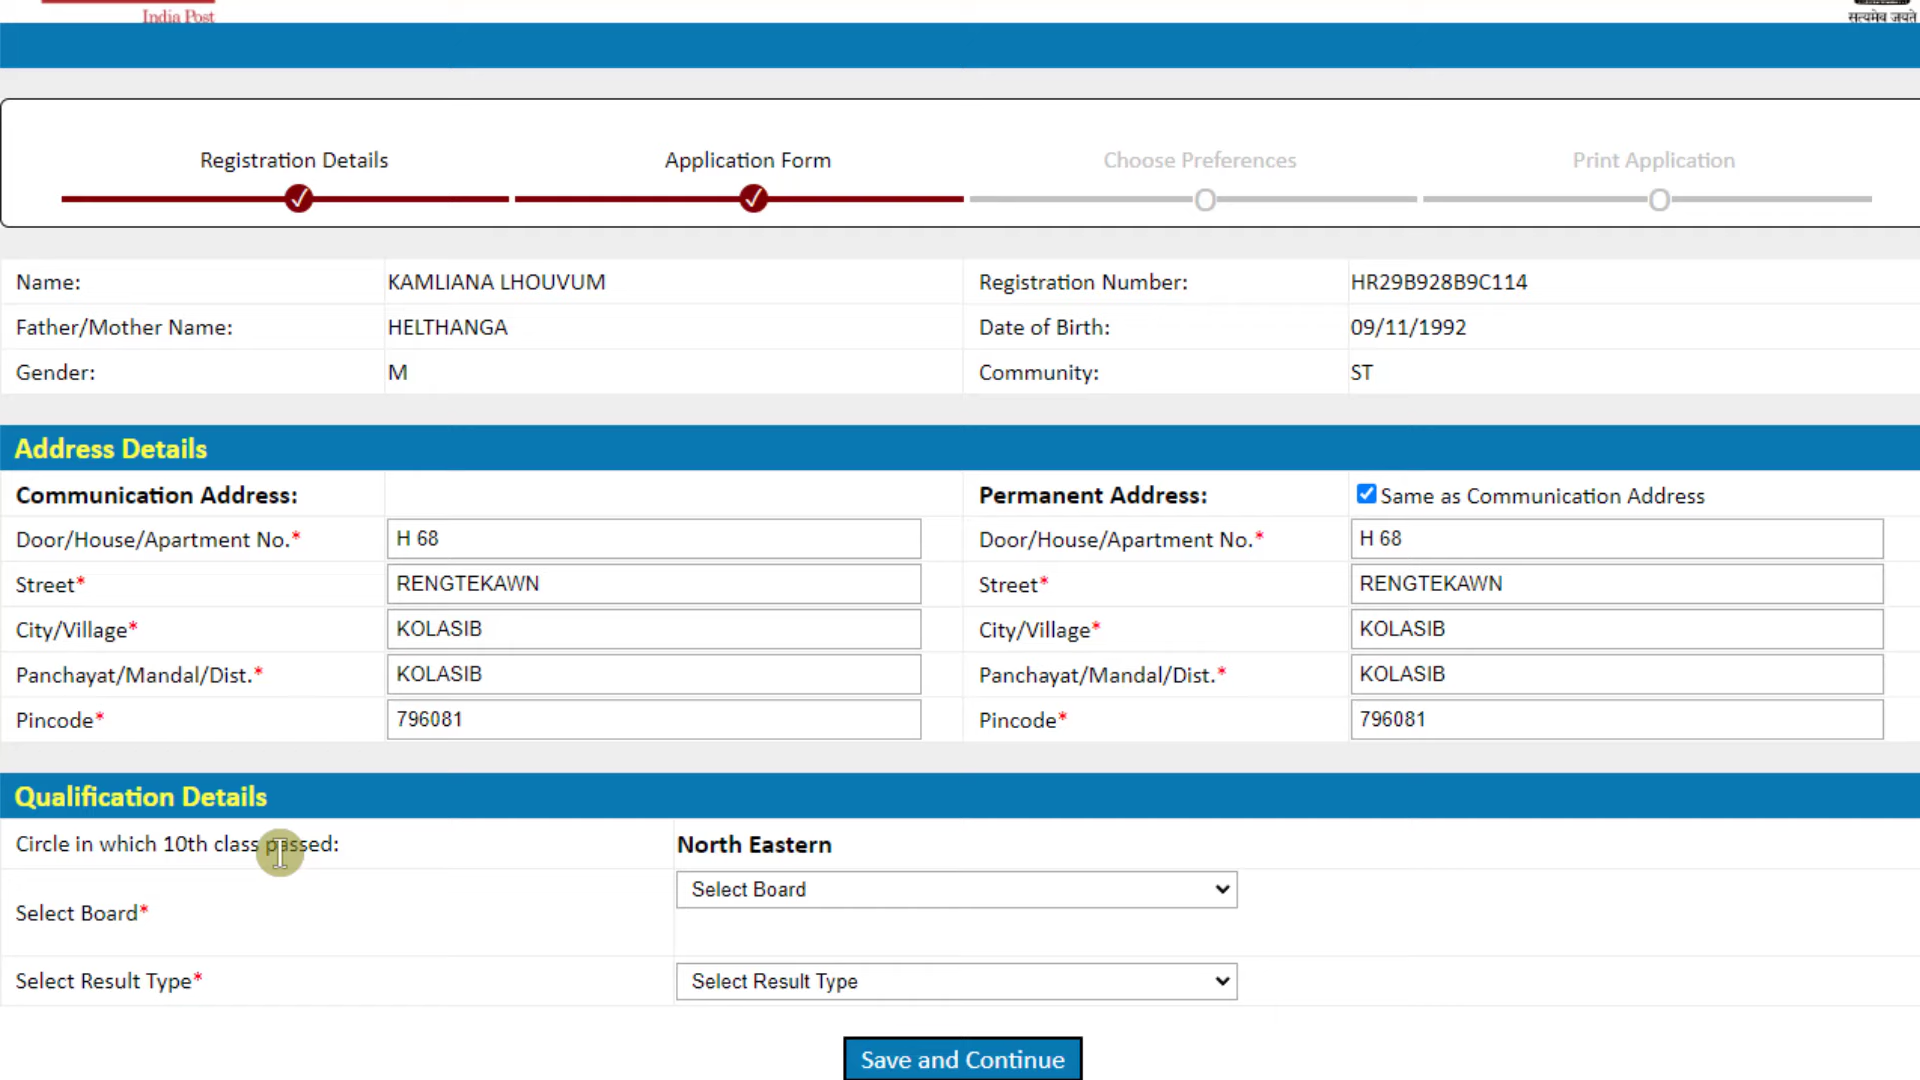 India Post
सत्यमेव जयते
Registration Details
Application Form
Choose Preferences
Print Application
Name: KAMLIANA LHOUVUM Registration Number: HR29B928B9C114
Father/Mother Name: HELTHANGA Date of Birth: 09/11/1992
Gender: M Community: ST
Address Details
Communication Address: Permanent Address: Same as Communication Address
Door/House/Apartment No.* H 68 Door/House/Apartment No.* H 68
Street* RENGTEKAWN Street* RENGTEKAWN
City/Village* KOLASIB City/Village* KOLASIB
Panchayat/Mandal/Dist.* KOLASIB Panchayat/Mandal/Dist.* KOLASIB
Pincode* 796081 Pincode* 796081
Qualification Details
Circle in which 10th class passed: North Eastern
Select Board* Select Board
Select Result Type* Select Result Type
Save and Continue